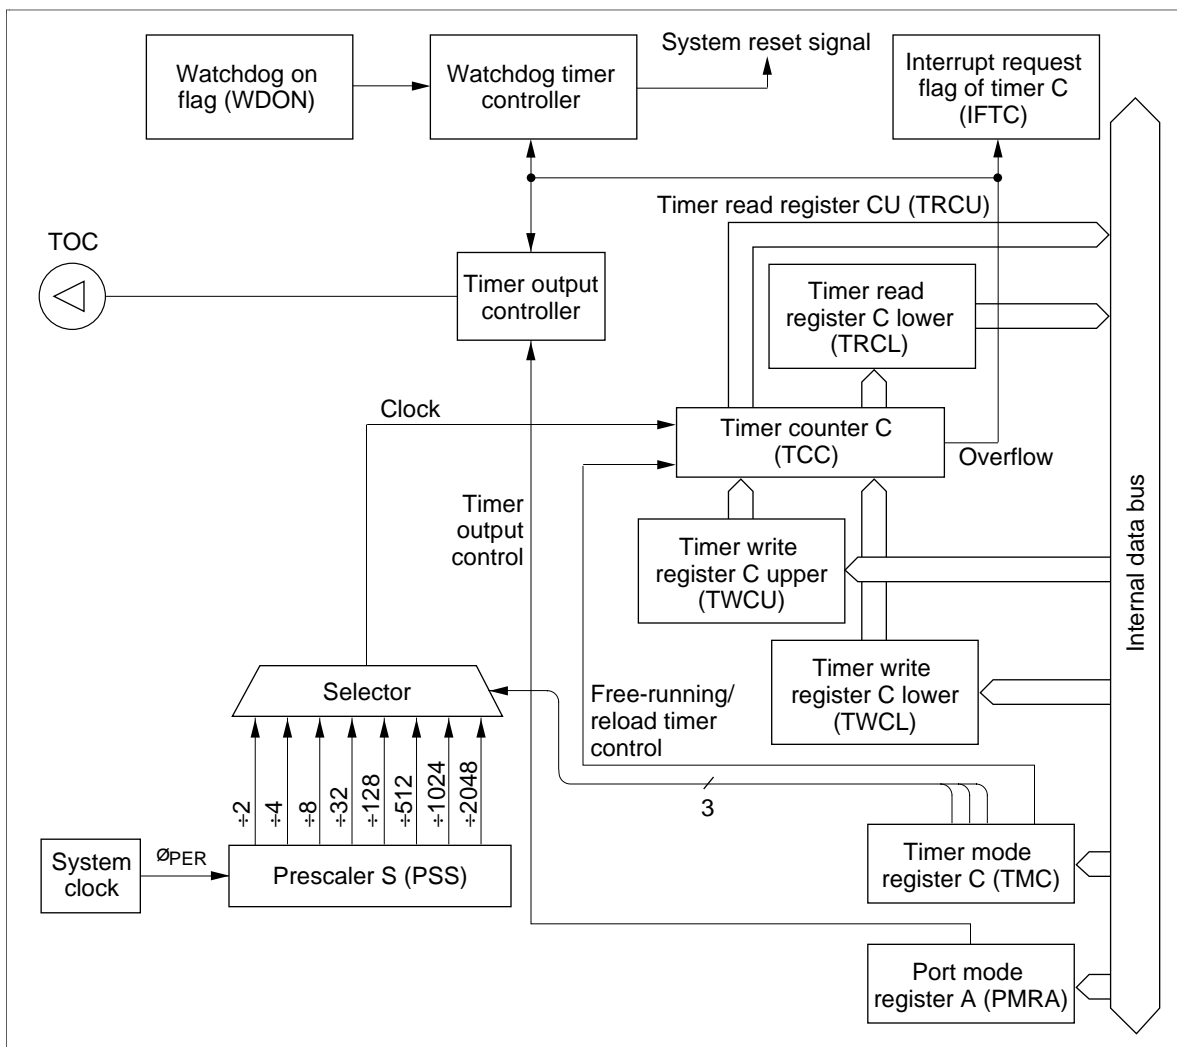 System reset signal
Watchdog on
flag (WDON)
Watchdog timer
controller
Interrupt request
flag of timer C
(IFTC)
Timer read register CU (TRCU)
TOC
Timer output
controller
Timer read
register C lower
(TRCL)
Clock
Timer counter C
(TCC)
Overflow
Timer
output
control
Timer write
register C upper
(TWCU)
Internal data bus
Selector
Free-running/
reload timer
control
Timer write
register C lower
(TWCL)
÷2
÷4
÷8
÷32
÷128
÷512
÷1024
÷2048
3
System
clock
ØPER
Prescaler S (PSS)
Timer mode
register C (TMC)
Port mode
register A (PMRA)